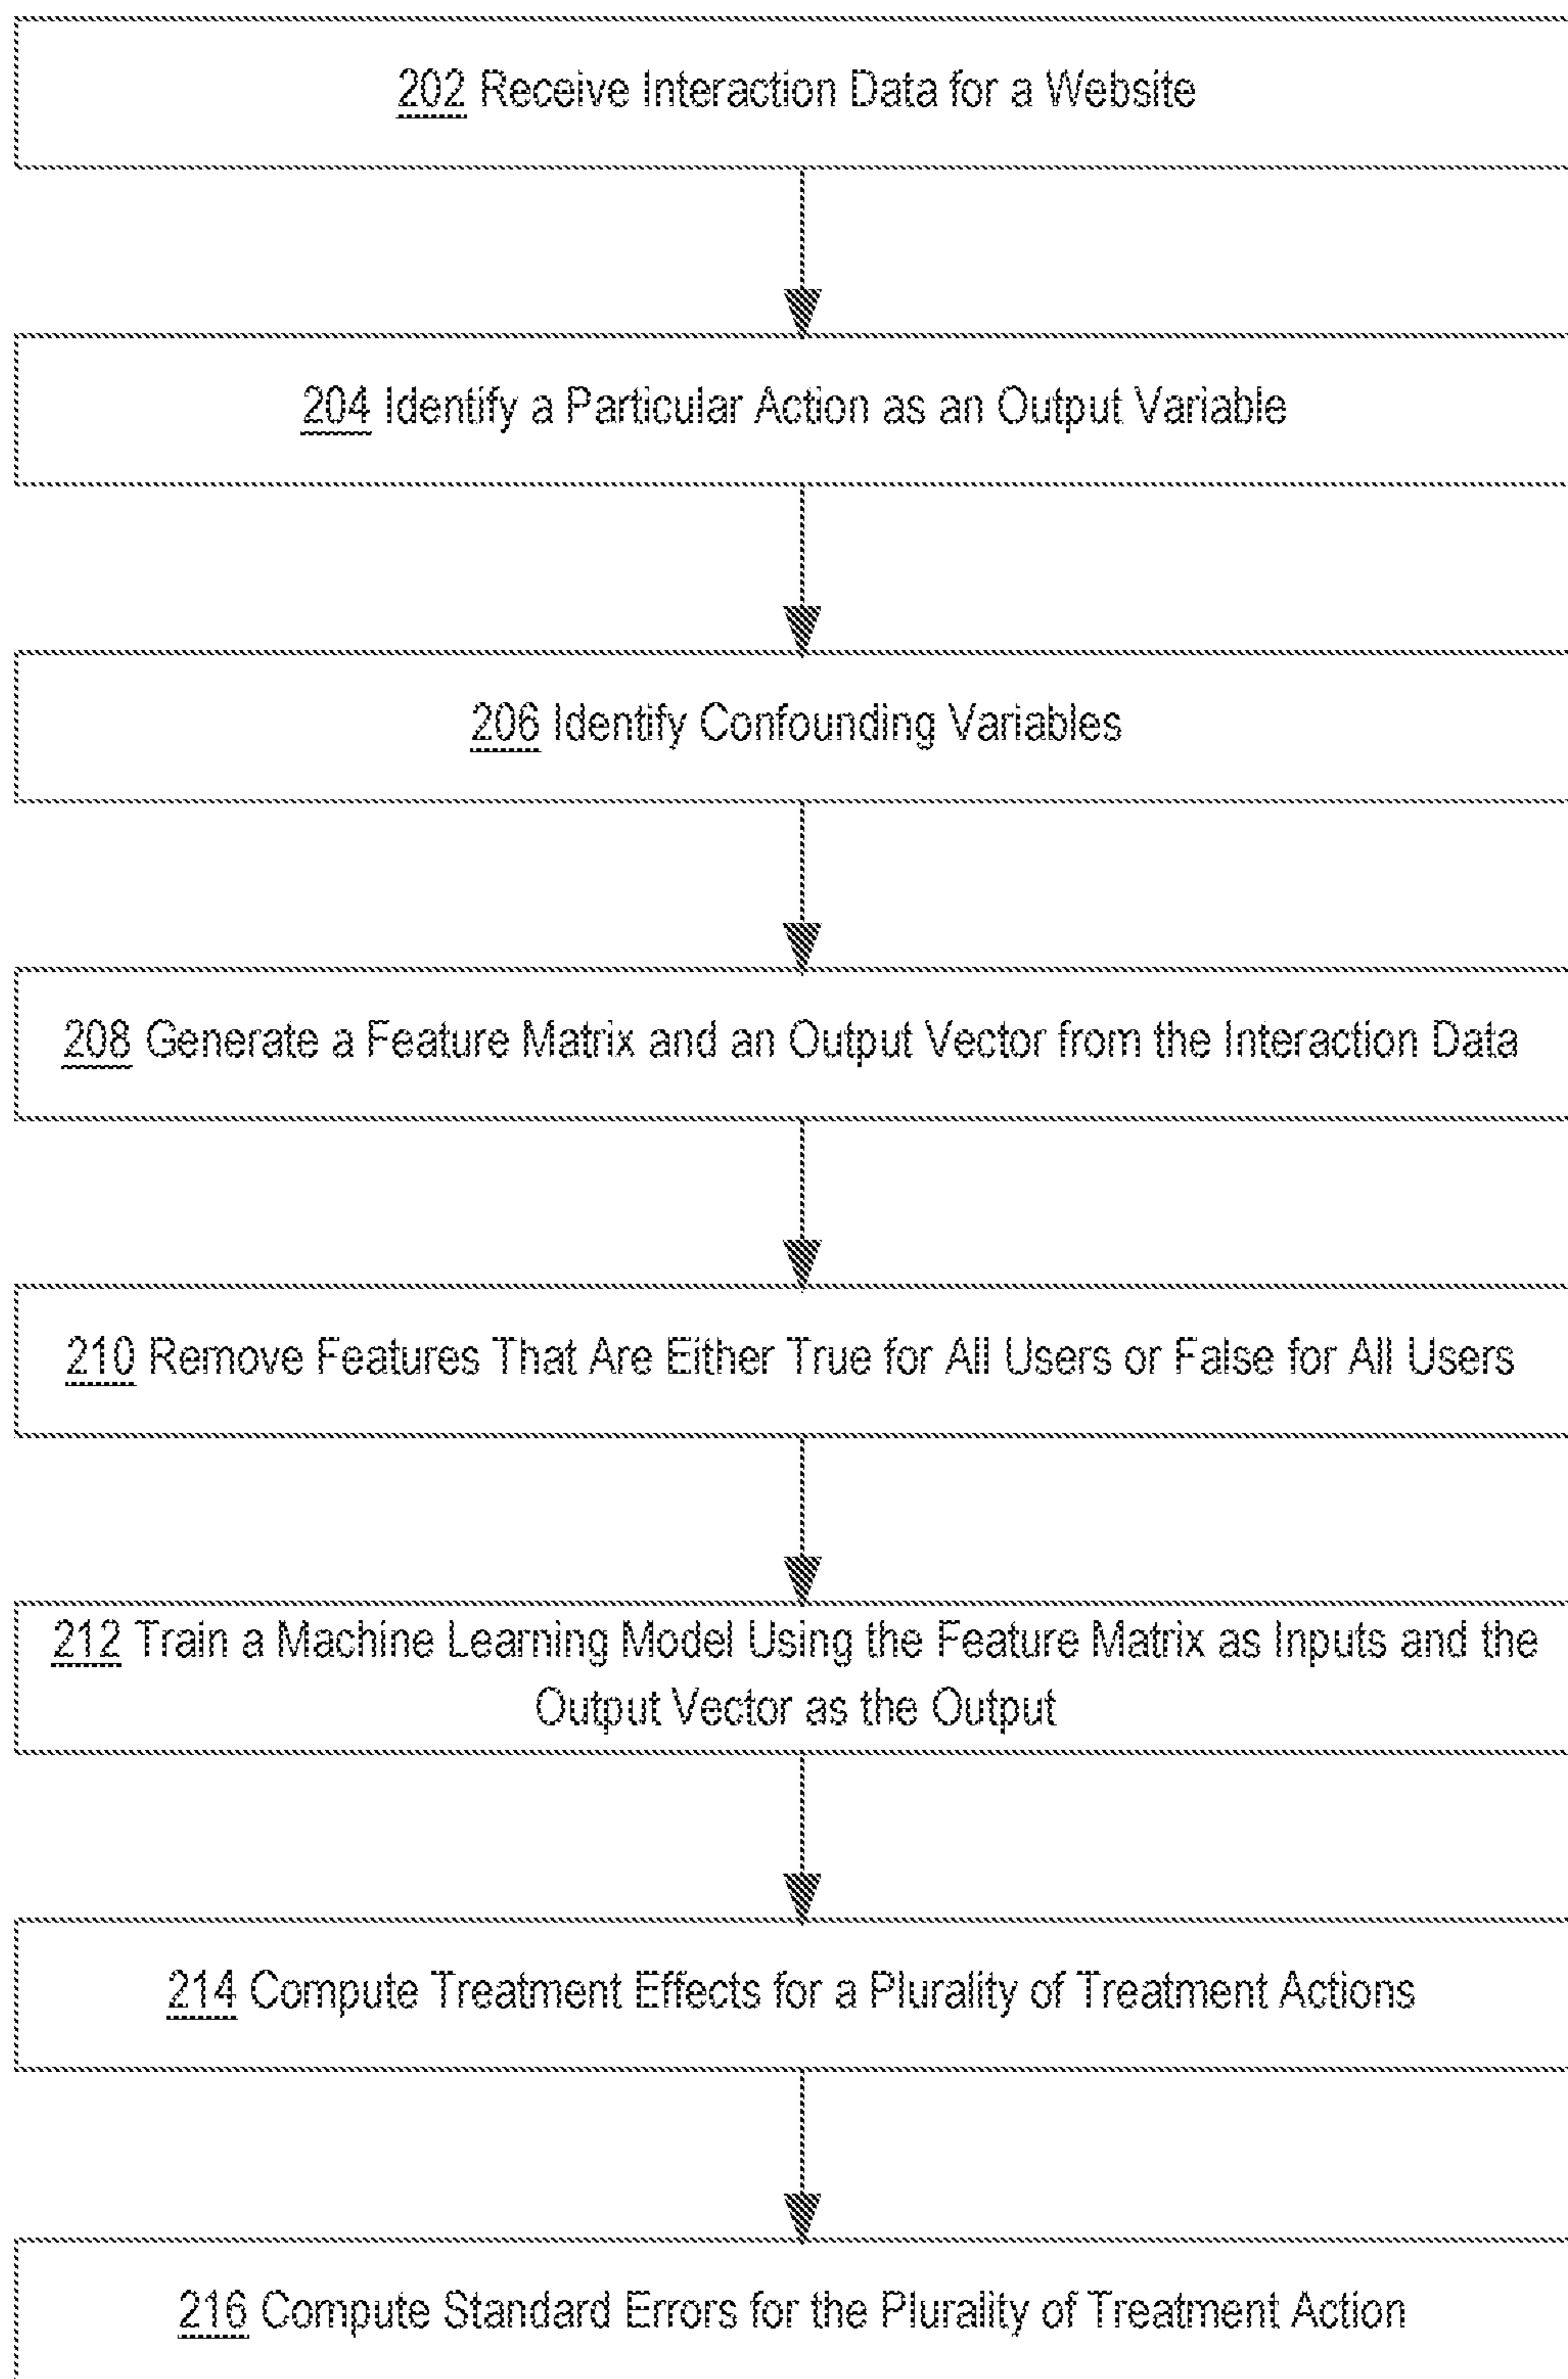 202 Receive Interaction Data for a Website
204 Identify a Particular Action as an Output Variable
206 Identify Confounding Variables
208 Generate a Feature Matrix and an Output Vector from the Interaction Data
210 Remove Features That Are Either True for All Users or False for All Users
212 Train a Machine Learning Model Using the Feature Matrix as Inputs and the
Output Vector as the Output
214 Compute Treatment Effects for a Plurality of Treatment Actions
216 Compute Standard Errors for the Plurality of Treatment Action